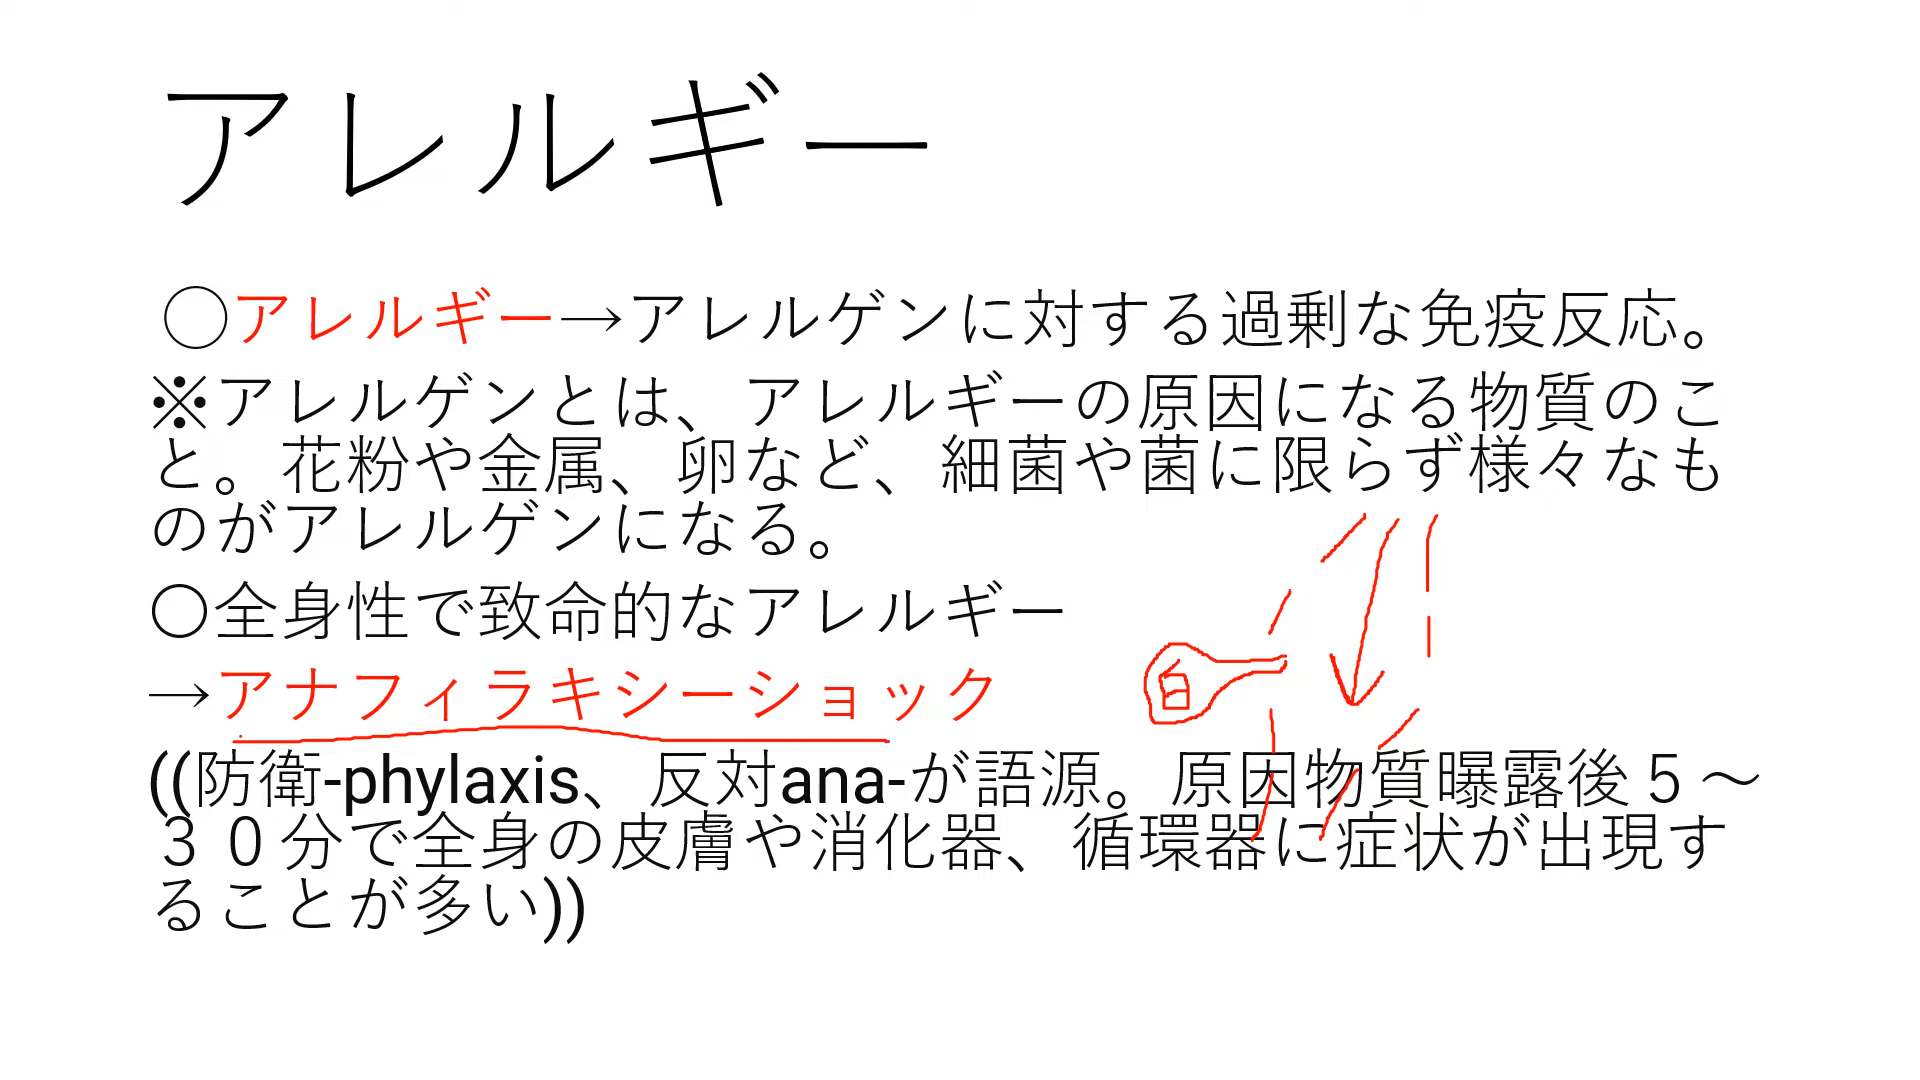 アレルギー
◯アレルギー→アレルゲンに対する過剰な免疫反応。
※アレルゲンとは、アレルギーの原因になる物質のこ
と。花粉や金属、卵など、細菌や菌に限らず様々なも
のがアレルゲンになる。
〇全身性で致命的なアレルギー
→アナフィラキシーショック
((防衛-phylaxis、反対ana-が語源。原因物質曝露後５～
３０分で全身の皮膚や消化器、循環器に症状が出現す
ることが多い))